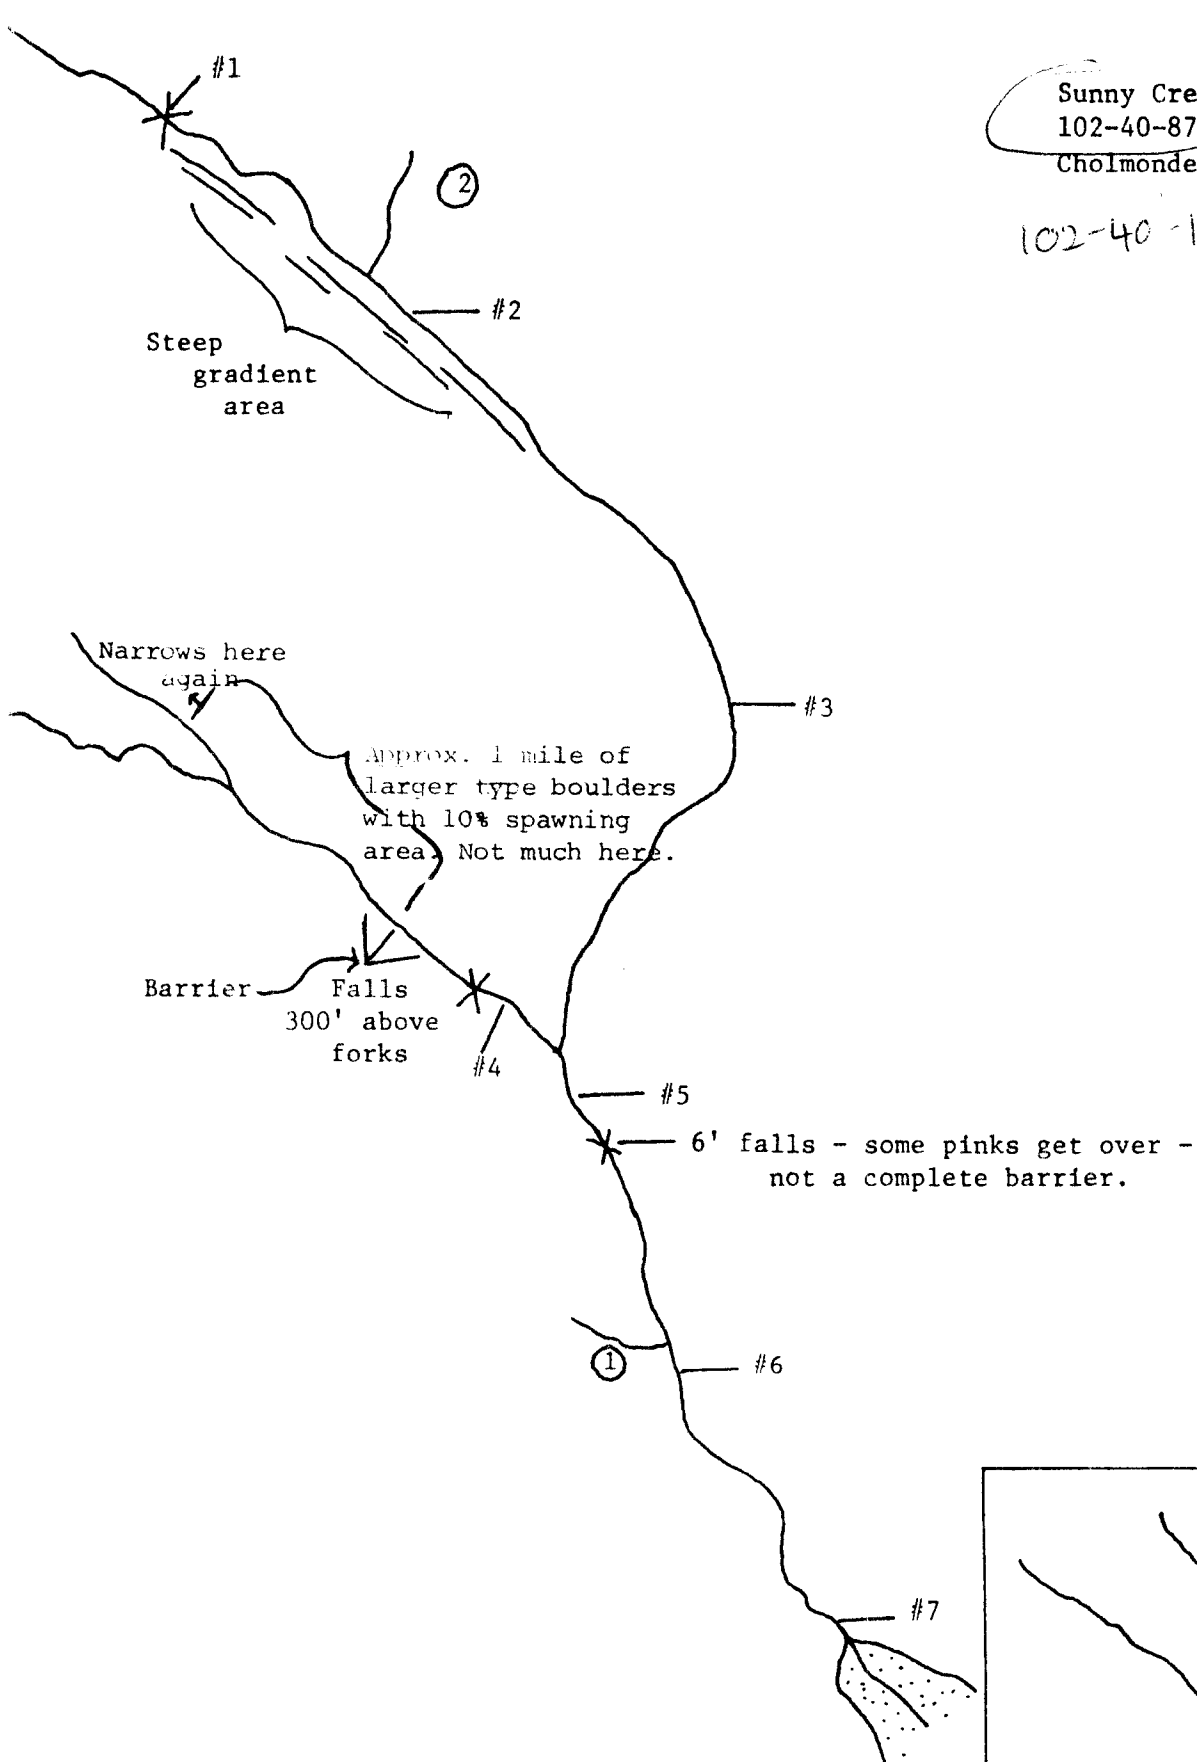 #1
Sunny Cre
102-40-87
Cholmonde
102-40-1
2
#2
Steep
gradient
area
Narrows here
again
#3
Approx. 1 mile of
larger type boulders
with 10% spawning
area. Not much here.
Barrier
Falls
300' above
forks
#4
#5
6' falls - some pinks get over -
not a complete barrier.
1
#6
#7